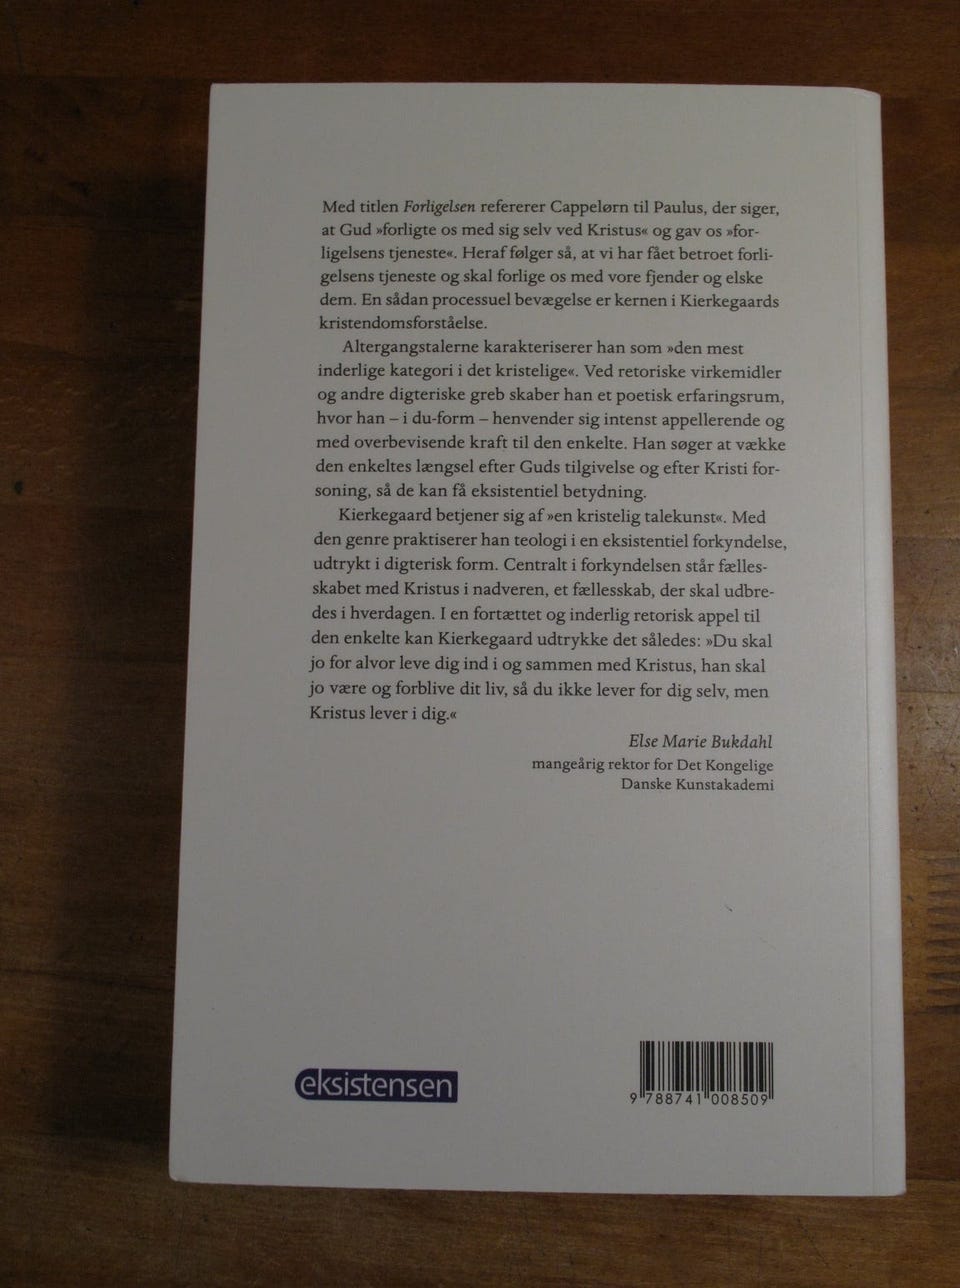 Med titlen Forligelsen refererer Cappelørn til Paulus, der siger,
at Gud »forligte os med sig selv ved Kristus« og gav os »for-
ligelsens tjeneste«. Heraf følger så, at vi har fået betroet forli-
gelsens tjeneste og skal forlige os med vore fjender og elske
dem. En sådan processuel bevægelse er kernen i Kierkegaards
kristendomsforståelse.
Altergangstalerne karakteriserer han som »den mest
inderlige kategori i det kristelige«. Ved retoriske virkemidler
og andre digteriske greb skaber han et poetisk erfaringsrum,
hvor han – i du-form – henvender sig intenst appellerende og
med overbevisende kraft til den enkelte. Han søger at vække
den enkeltes længsel efter Guds tilgivelse og efter Kristi for-
soning, så de kan få eksistentiel betydning.
Kierkegaard betjener sig af »en kristelig talekunst«. Med
den genre praktiserer han teologi i en eksistentiel forkyndelse,
udtrykt i digterisk form. Centralt i forkyndelsen står fælles-
skabet med Kristus i nadveren, et fællesskab, der skal udbre-
des i hverdagen. I en fortættet og inderlig retorisk appel til
den enkelte kan Kierkegaard udtrykke det således: »Du skal
jo for alvor leve dig ind i og sammen med Kristus, han skal
jo være og forblive dit liv, så du ikke lever for dig selv, men
Kristus lever i dig.«
Else Marie Bukdahl
mangeårig rektor for Det Kongelige
Danske Kunstakademi
eksistensen
9 788741 008509